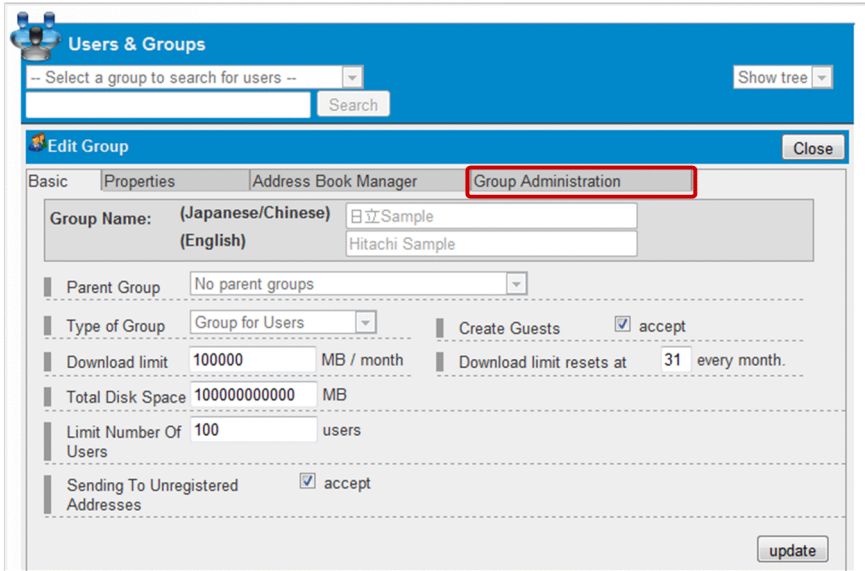 Users & Groups
-- Select a group to search for users --
Show tree
Search
Edit Group
Close
Basic Properties Address Book Manager Group Administration
Group Name: (Japanese/Chinese) 日立Sample
(English) Hitachi Sample
Parent Group No parent groups
Type of Group Group for Users Create Guests accept
Download limit 100000 MB / month Download limit resets at 31 every month.
Total Disk Space 100000000000 MB
Limit Number Of 100 users
Users
Sending To Unregistered accept
Addresses
update